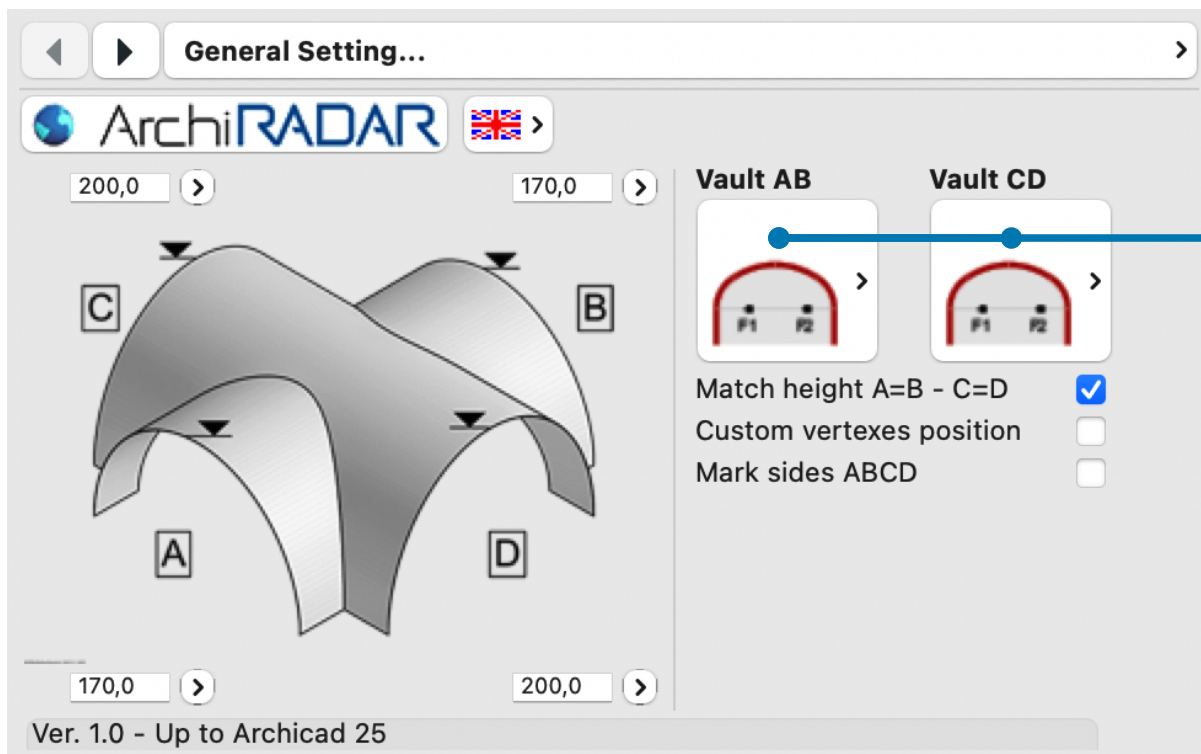 General Setting...
ArchiRADAR
200,0
170,0
Vault AB
Vault CD
C
B
F1 F2
F1 F2
Match height A=B - C=D
Custom vertexes position
Mark sides ABCD
A
D
170,0
200,0
Ver. 1.0 - Up to Archicad 25